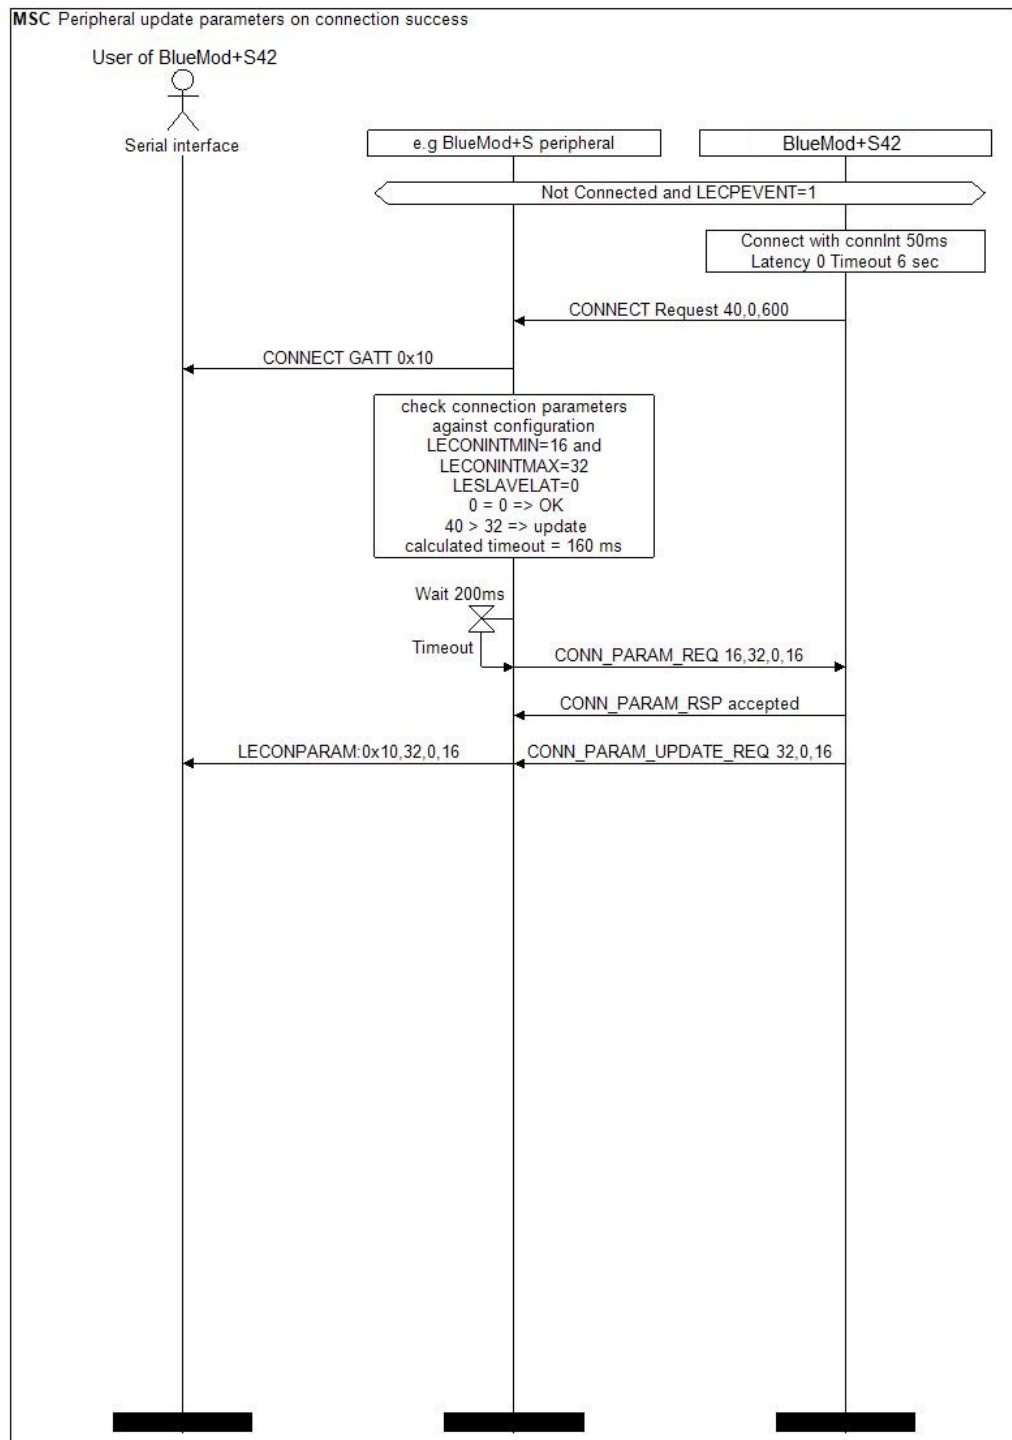 MSC Peripheral update parameters on connection success
User of BlueMod+S42
Serial interface
e.g BlueMod+S peripheral
BlueMod+S42
Not Connected and LECPEVENT=1
Connect with connInt 50ms
Latency 0 Timeout 6 sec
CONNECT Request 40,0,600
CONNECT GATT 0x10
check connection parameters
against configuration
LECONINTMIN=16 and
LECONINTMAX=32
LESLAVELAT=0
0 = 0 => OK
40 > 32 => update
calculated timeout = 160 ms
Wait 200ms
Timeout
CONN_PARAM_REQ 16,32,0,16
CONN_PARAM_RSP accepted
LECONPARAM:0x10,32,0,16
CONN_PARAM_UPDATE_REQ 32,0,16